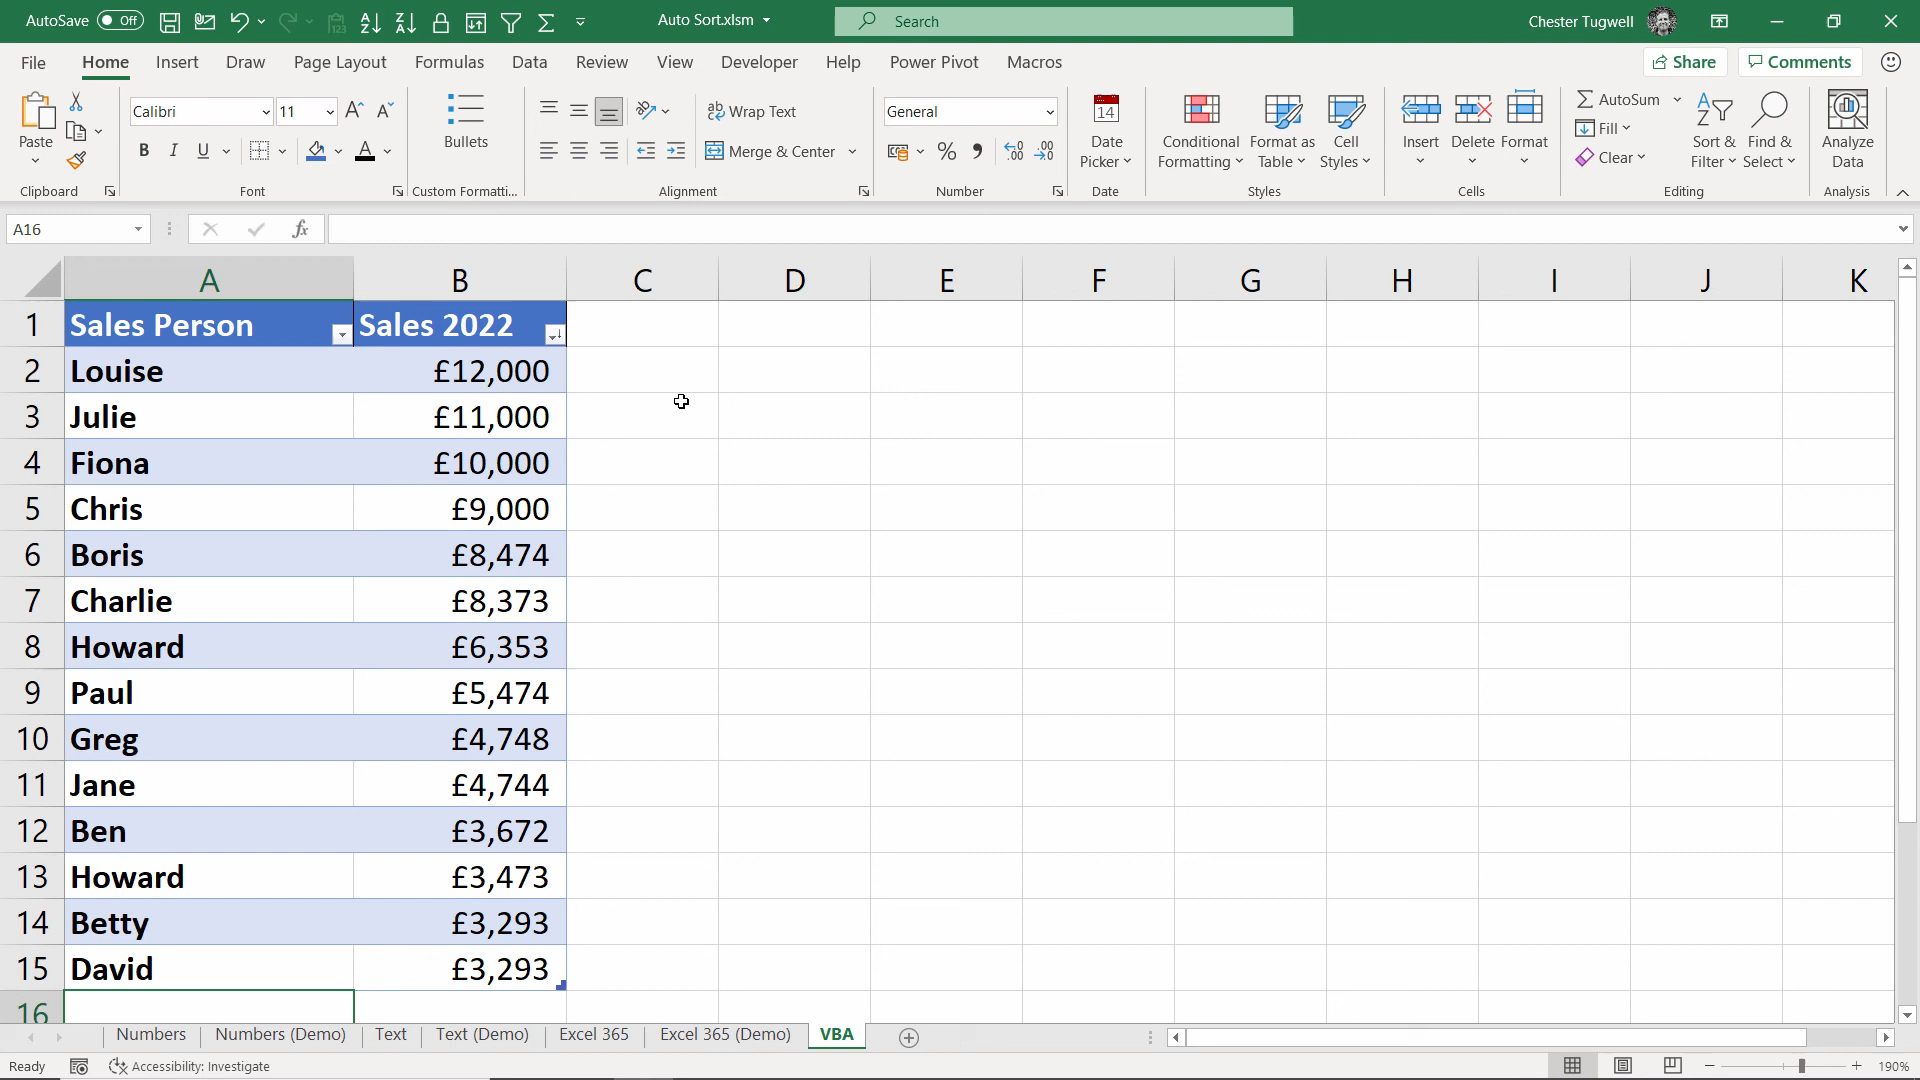 AutoSave Off Auto Sort.xlsm Search Chester Tugwell
File Home Insert Draw Page Layout Formulas Data Review View Developer Help Power Pivot Macros Share Comments
Paste
Clipboard
Calibri 11
B I U A
Font
Bullets
Custom Formatti...
Wrap Text
Merge & Center
Alignment
General
Number
14
Date Picker
Date
Conditional Formatting
Format as Table
Cell Styles
Styles
Insert
Delete
Format
Cells
AutoSum
Fill
Clear
Sort & Filter
Find & Select
Editing
Analyze Data
Analysis
A16 fx
A B C D E F G H I J K
1 Sales Person Sales 2022
2 Louise £12,000
3 Julie £11,000
4 Fiona £10,000
5 Chris £9,000
6 Boris £8,474
7 Charlie £8,373
8 Howard £6,353
9 Paul £5,474
10 Greg £4,748
11 Jane £4,744
12 Ben £3,672
13 Howard £3,473
14 Betty £3,293
15 David £3,293
16
Numbers Numbers (Demo) Text Text (Demo) Excel 365 Excel 365 (Demo) VBA
Ready Accessibility: Investigate 190%